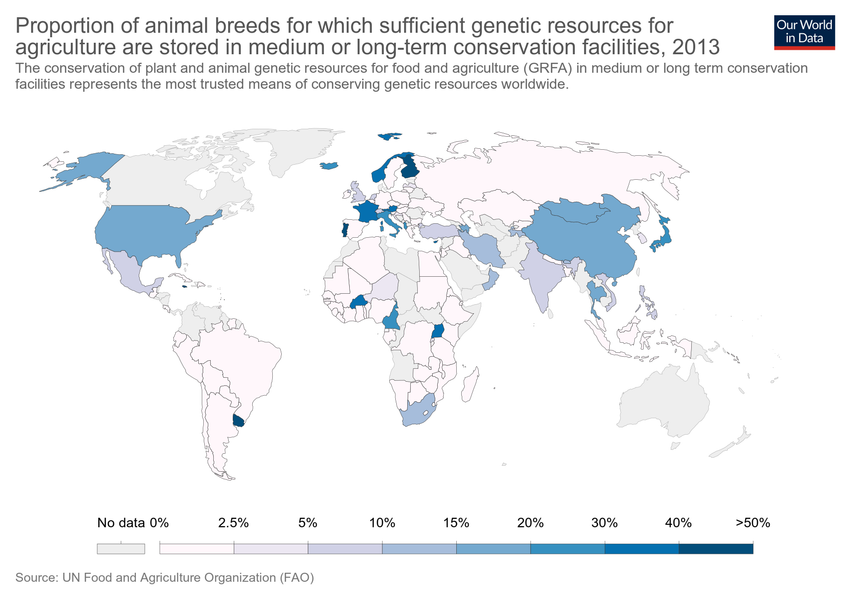 Proportion of animal breeds for which sufficient genetic resources for
agriculture are stored in medium or long-term conservation facilities, 2013
Our World
in Data
The conservation of plant and animal genetic resources for food and agriculture (GRFA) in medium or long term conservation
facilities represents the most trusted means of conserving genetic resources worldwide.
No data 0% 2.5% 5% 10% 15% 20% 30% 40% >50%
Source: UN Food and Agriculture Organization (FAO)